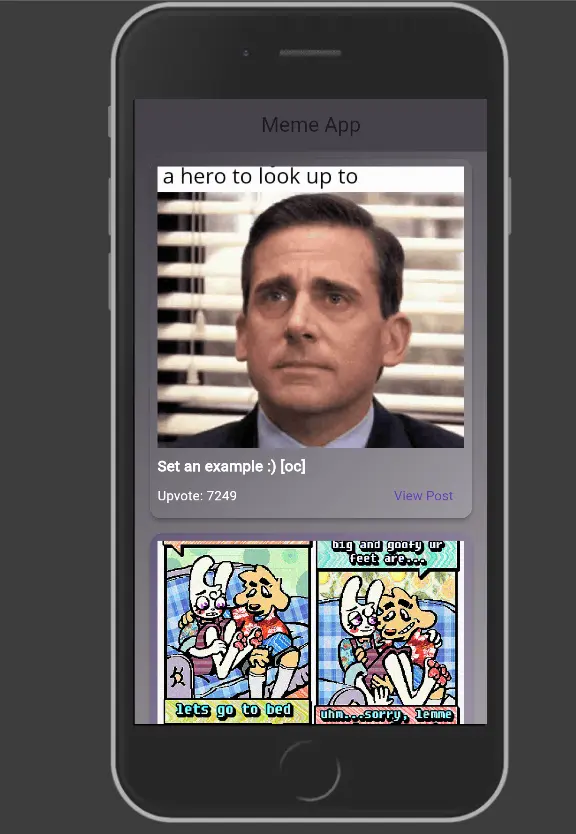 Meme App
a hero to look up to
Set an example :) [oc]
Upvote: 7249
View Post
big and goofy ur
feet are...
lets go to bed
uhm...sorry, lemme